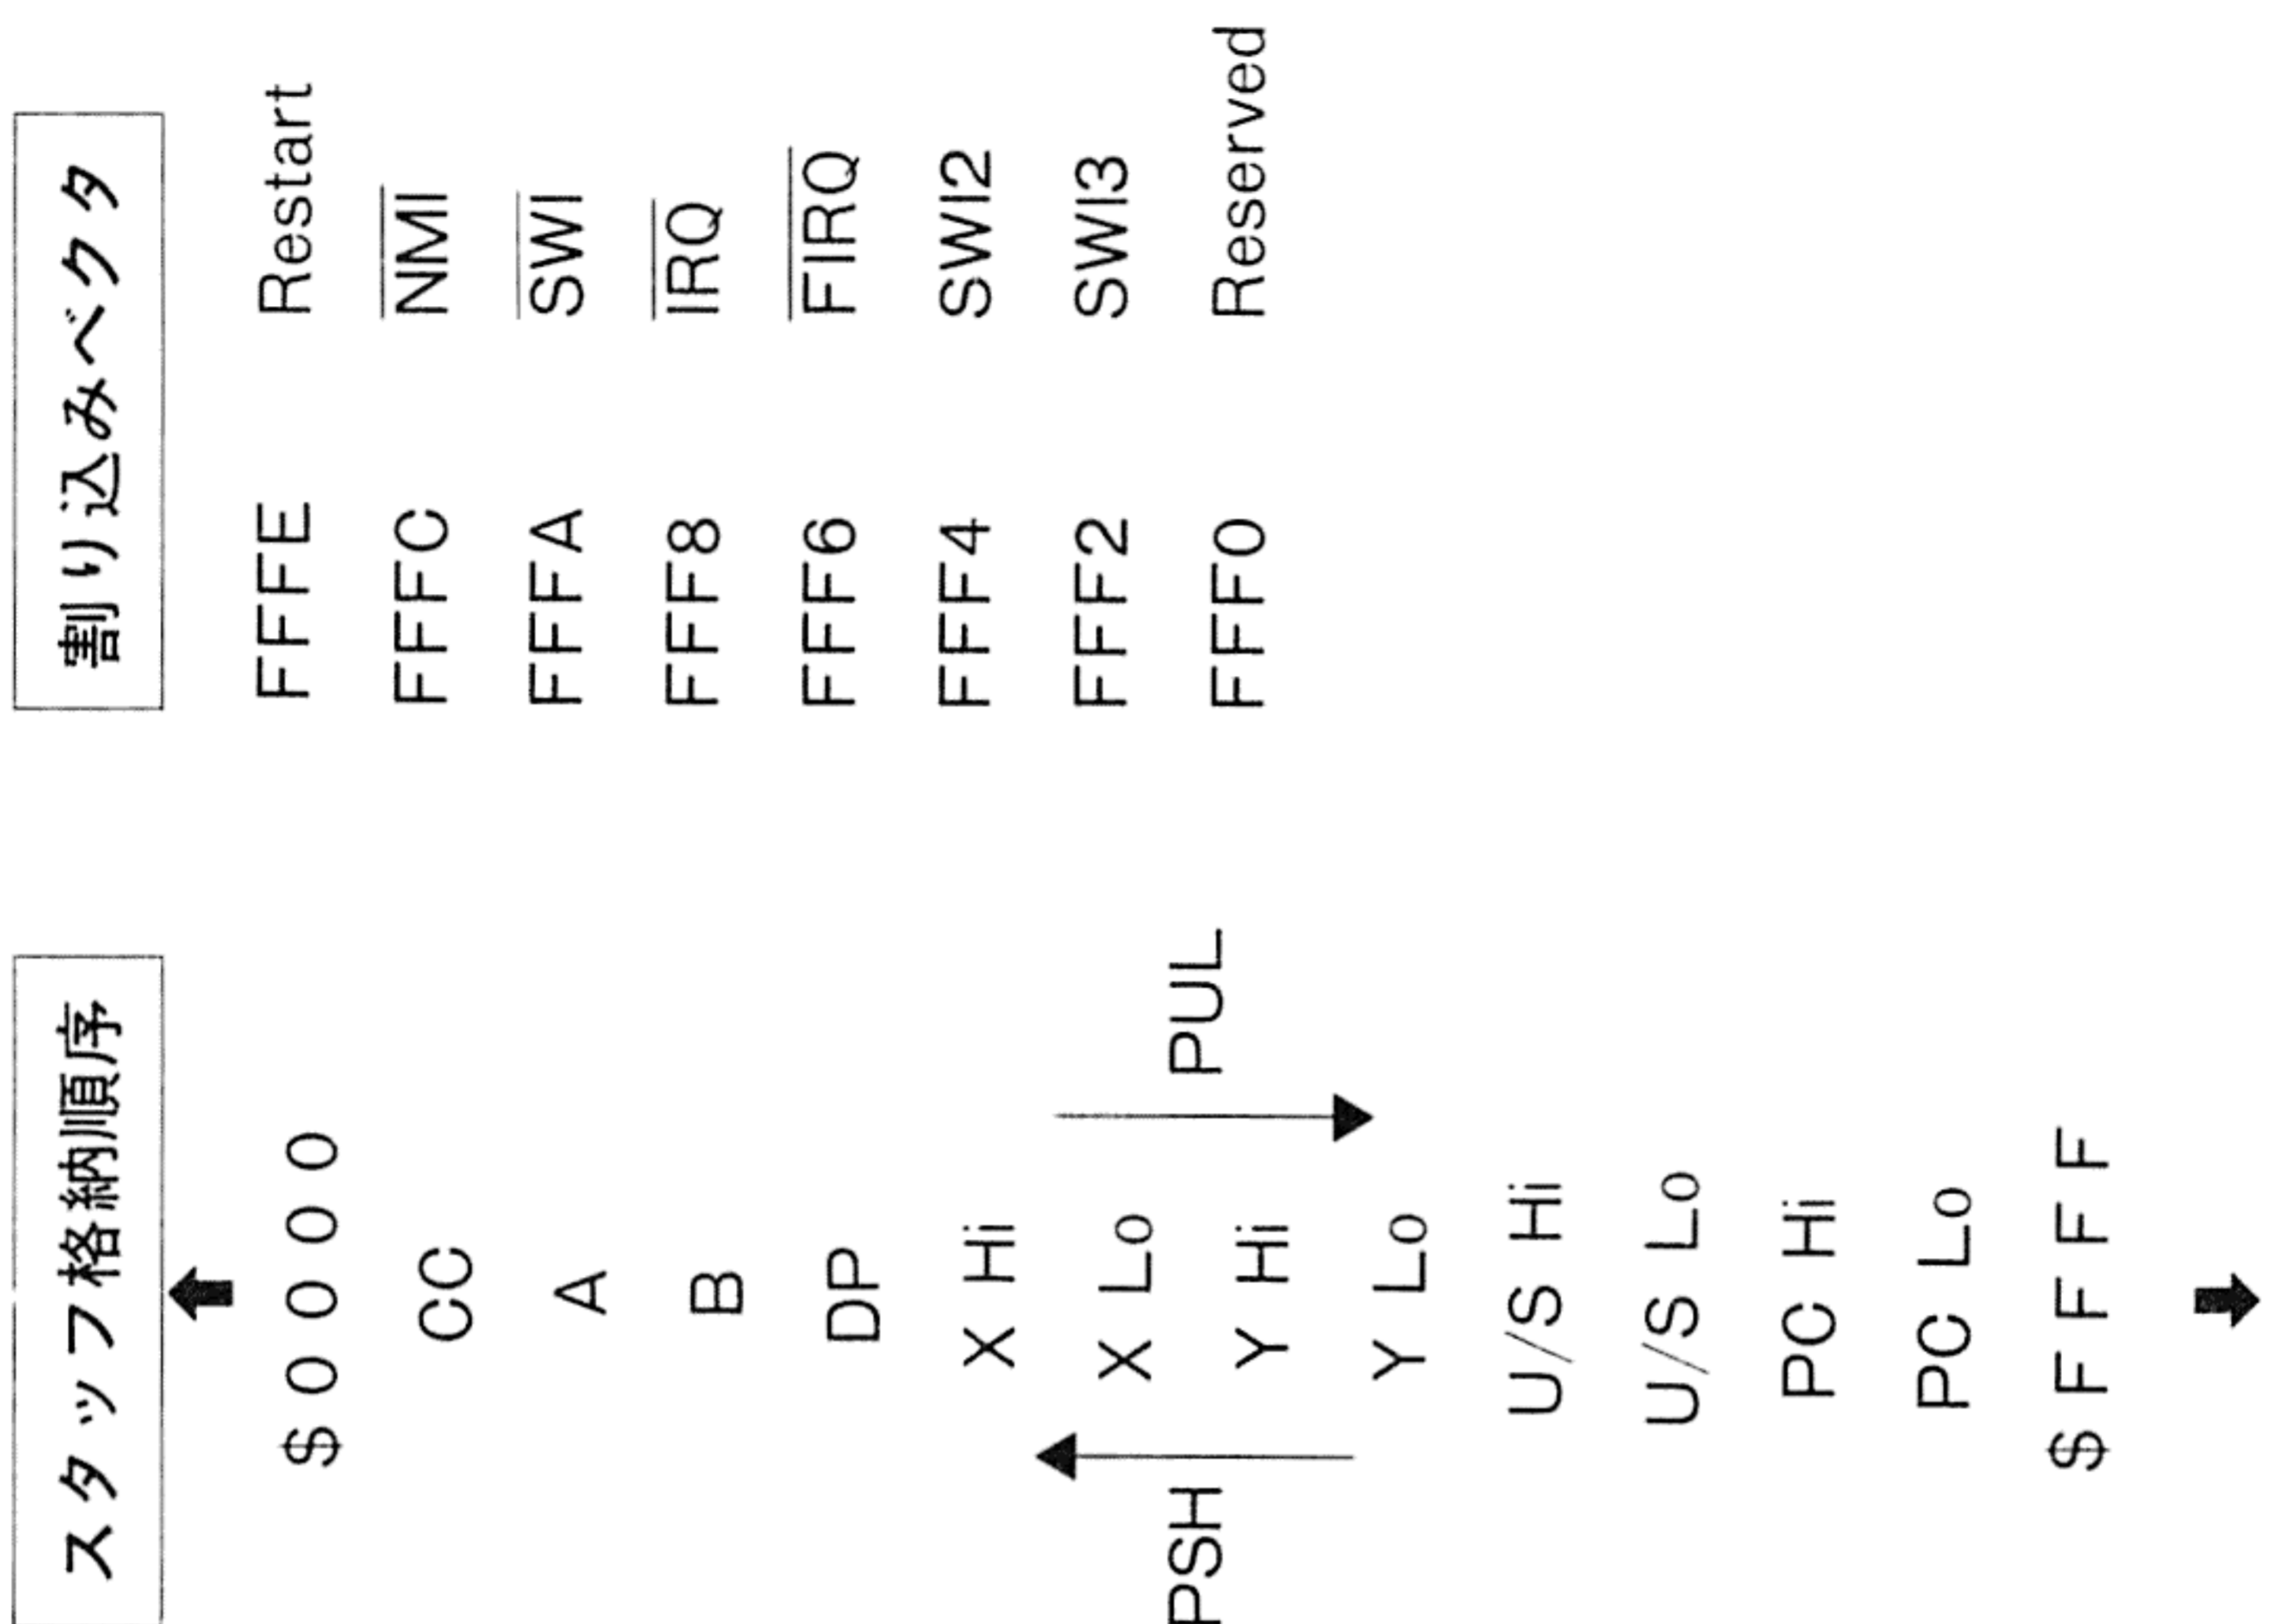 スタッフ格納順序
$0000
CC
A
B
DP
X Hi
X Lo
PSH PUL
Y Hi
Y Lo
U/S Hi
U/S Lo
PC Hi
PC Lo
$FFFF
割り込みベクタ
FFFE Restart
FFFC NMI
FFFA SWI
FFF8 IRQ
FFF6 FIRQ
FFF4 SWI2
FFF2 SWI3
FFF0 Reserved